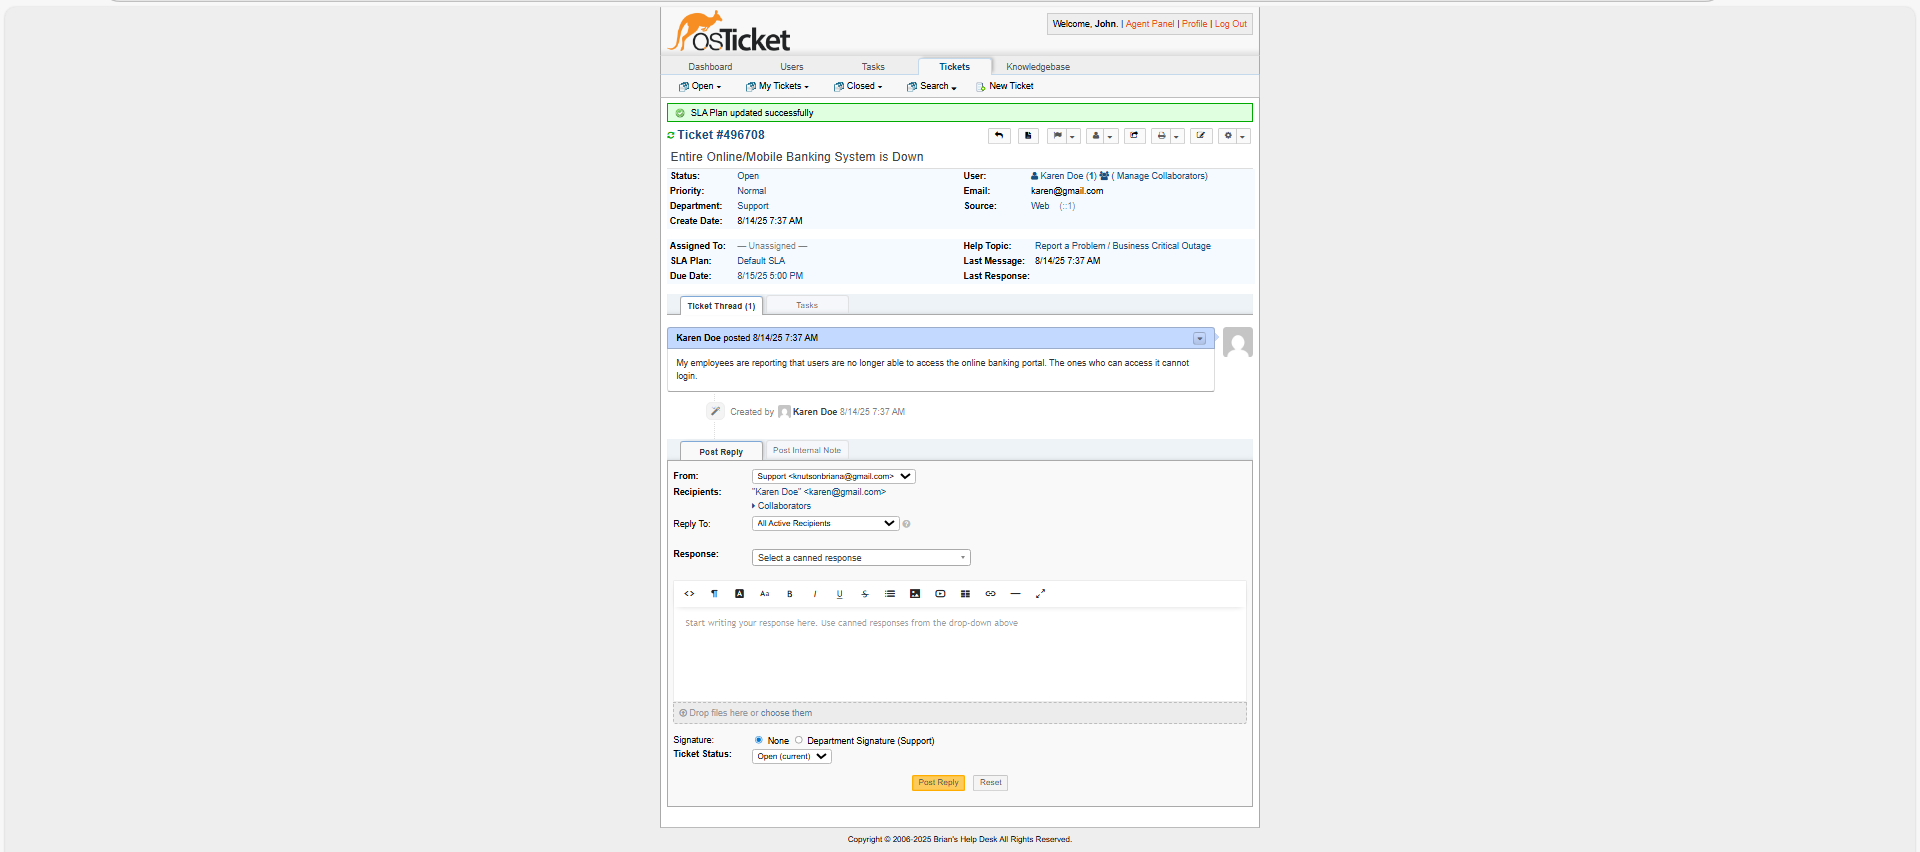 osTicket
Welcome, John. | Agent Panel | Profile | Log Out
Dashboard Users Tasks Tickets Knowledgebase
Open My Tickets Closed Search New Ticket
SLA Plan updated successfully
Ticket #496708
Entire Online/Mobile Banking System is Down
Status: Open User: Karen Doe (1) ( Manage Collaborators)
Priority: Normal Email: karen@gmail.com
Department: Support Source: Web (::1)
Create Date: 8/14/25 7:37 AM
Assigned To: — Unassigned — Help Topic: Report a Problem / Business Critical Outage
SLA Plan: Default SLA Last Message: 8/14/25 7:37 AM
Due Date: 8/15/25 5:00 PM Last Response:
Ticket Thread (1) Tasks
Karen Doe posted 8/14/25 7:37 AM
My employees are reporting that users are no longer able to access the online banking portal. The ones who can access it cannot
login.
Created by Karen Doe 8/14/25 7:37 AM
Post Reply Post Internal Note
From: Support <knutsonbriana@gmail.com>
Recipients: "Karen Doe" <karen@gmail.com>
Collaborators
Reply To: All Active Recipients
Response: Select a canned response
Start writing your response here. Use canned responses from the drop-down above
Drop files here or choose them
Signature: None Department Signature (Support)
Ticket Status: Open (current)
Post Reply Reset
Copyright © 2006-2025 Brian's Help Desk All Rights Reserved.